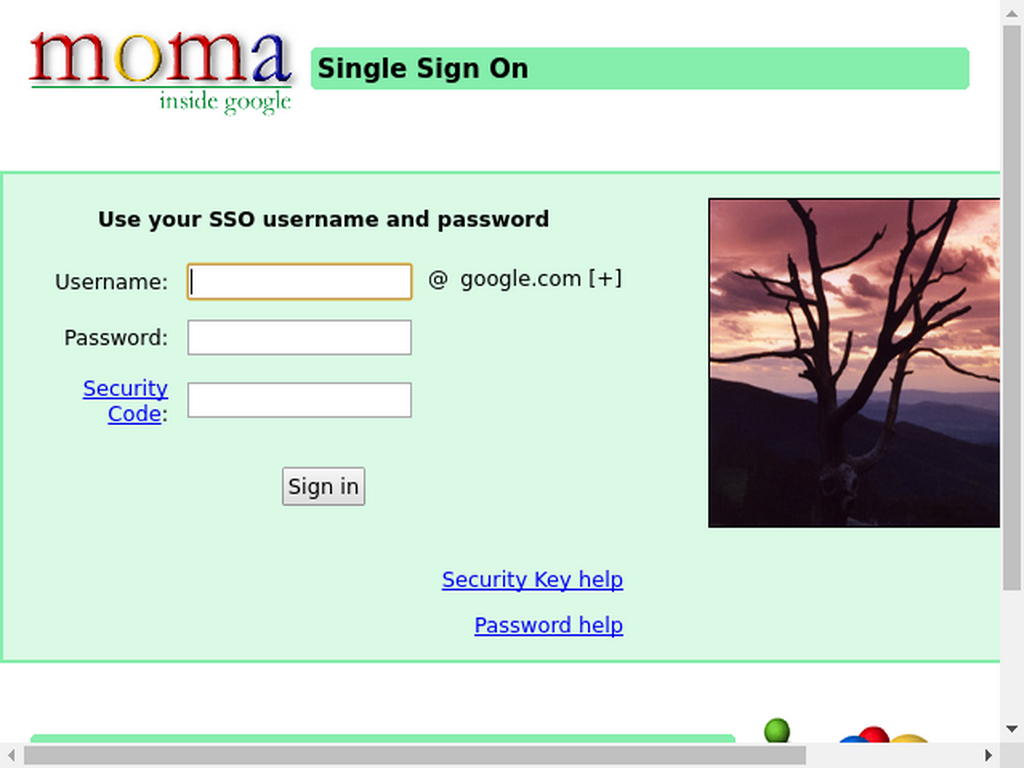 moma
inside google
Single Sign On
Use your SSO username and password
Username:
@ google.com [+]
Password:
Security
Code:
Sign in
Security Key help
Password help